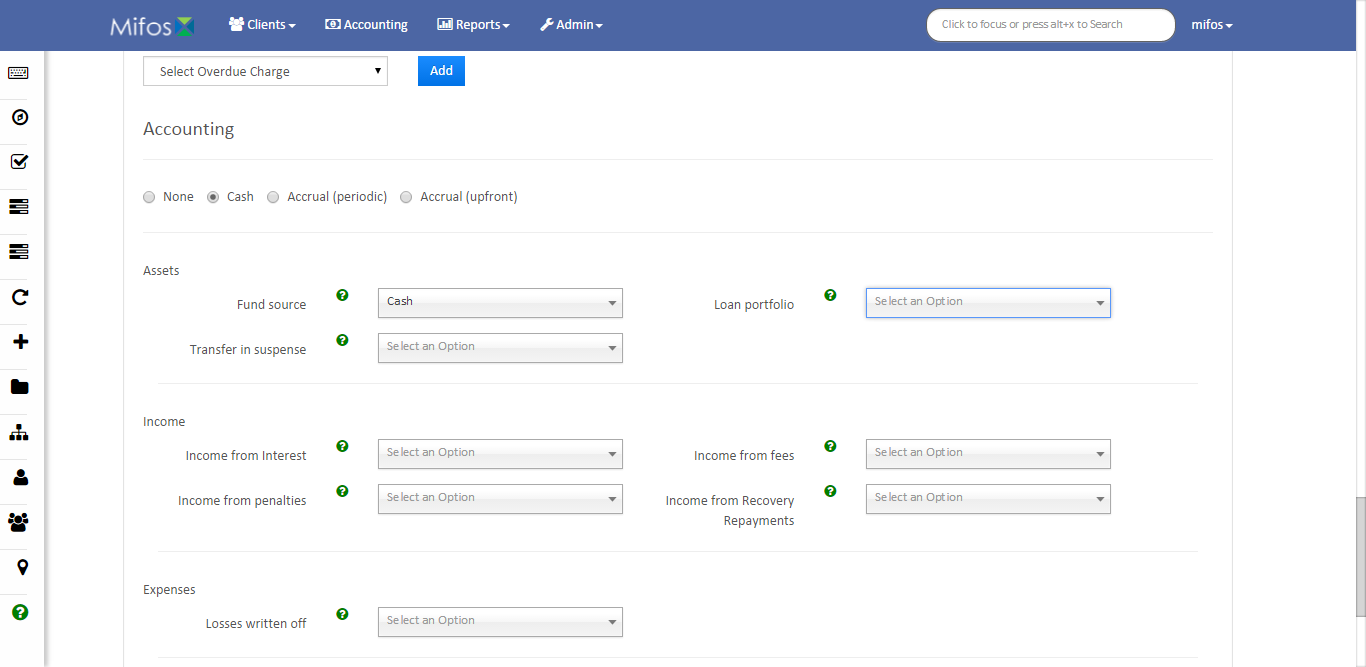 Mifos Clients Accounting Reports Admin Click to focus or press alt+x to Search mifos
Select Overdue Charge Add
Accounting
None Cash Accrual (periodic) Accrual (upfront)
Assets
Fund source ? Cash Loan portfolio ? Select an Option
Transfer in suspense ? Select an Option
Income
Income from Interest ? Select an Option Income from fees ? Select an Option
Income from penalties ? Select an Option Income from Recovery ? Select an Option
Repayments
Expenses
Losses written off ? Select an Option